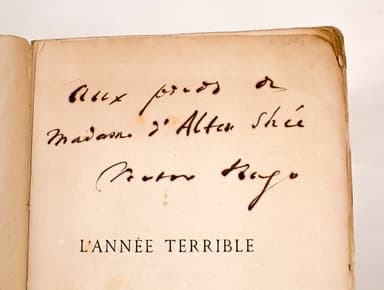 Aux pieds de
Madame d'Alton Shée
Victor Hugo
L'ANNÉE TERRIBLE